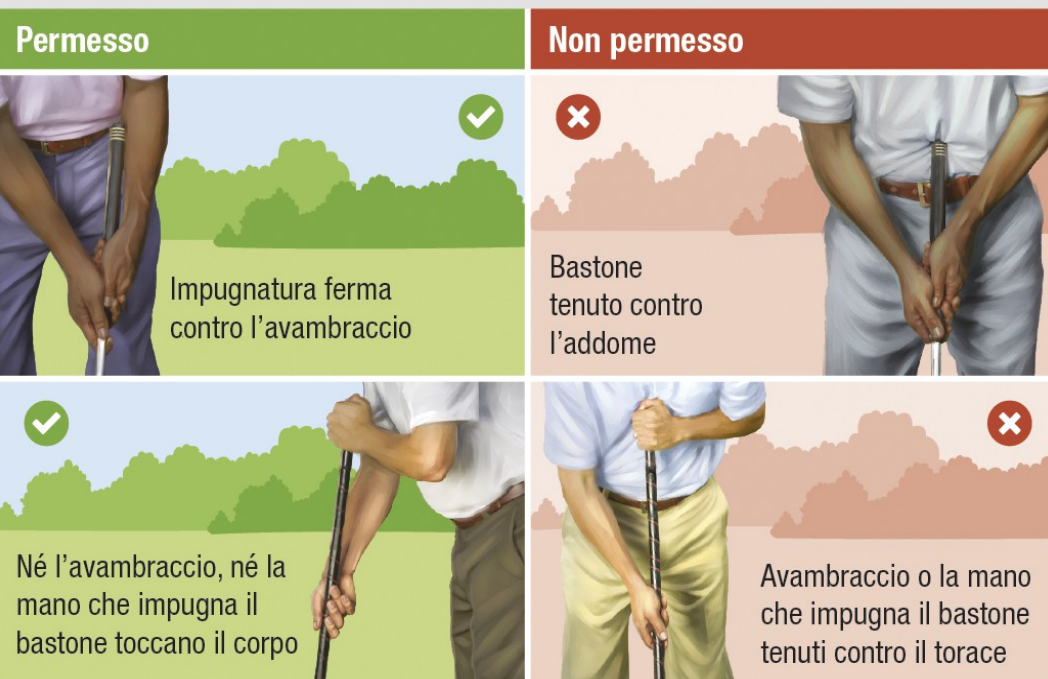 Permesso
Non permesso
Impugnatura ferma
contro l'avambraccio
Bastone
tenuto contro
l'addome
Né l'avambraccio, né la
mano che impugna il
bastone toccano il corpo
Avambraccio o la mano
che impugna il bastone
tenuti contro il torace